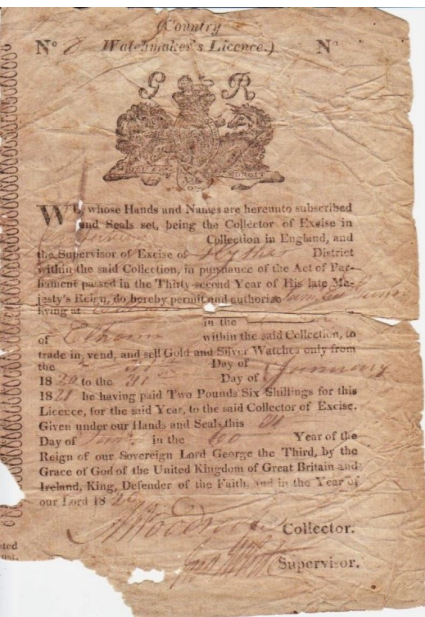 (Country
Nº 8 Watchmaker's Licence.) Nº
G R
WE, whose Hands and Names are hereunto subscribed
and Seals set, being the Collector of Excise in
Collection in England, and
the Supervisor of Excise of Hythe District
within the said Collection, in pursuance of the Act of Par-
liament passed in the Thirty-second Year of His late Ma-
jesty's Reign, do hereby permit and authorise
living at
in the
of Elham within the said Collection, to
trade in, vend, and sell Gold and Silver Watches only from
the Day of
1820 to the Day of January
1821 he having paid Two Pounds Six Shillings for this
Licence, for the said Year, to the said Collector of Excise.
Given under our Hands and Seals this
Day of in the 60 Year of the
Reign of our Sovereign Lord George the Third, by the
Grace of God of the United Kingdom of Great Britain and
Ireland, King, Defender of the Faith, and in the Year of
our Lord 18
Collector.
Supervisor.